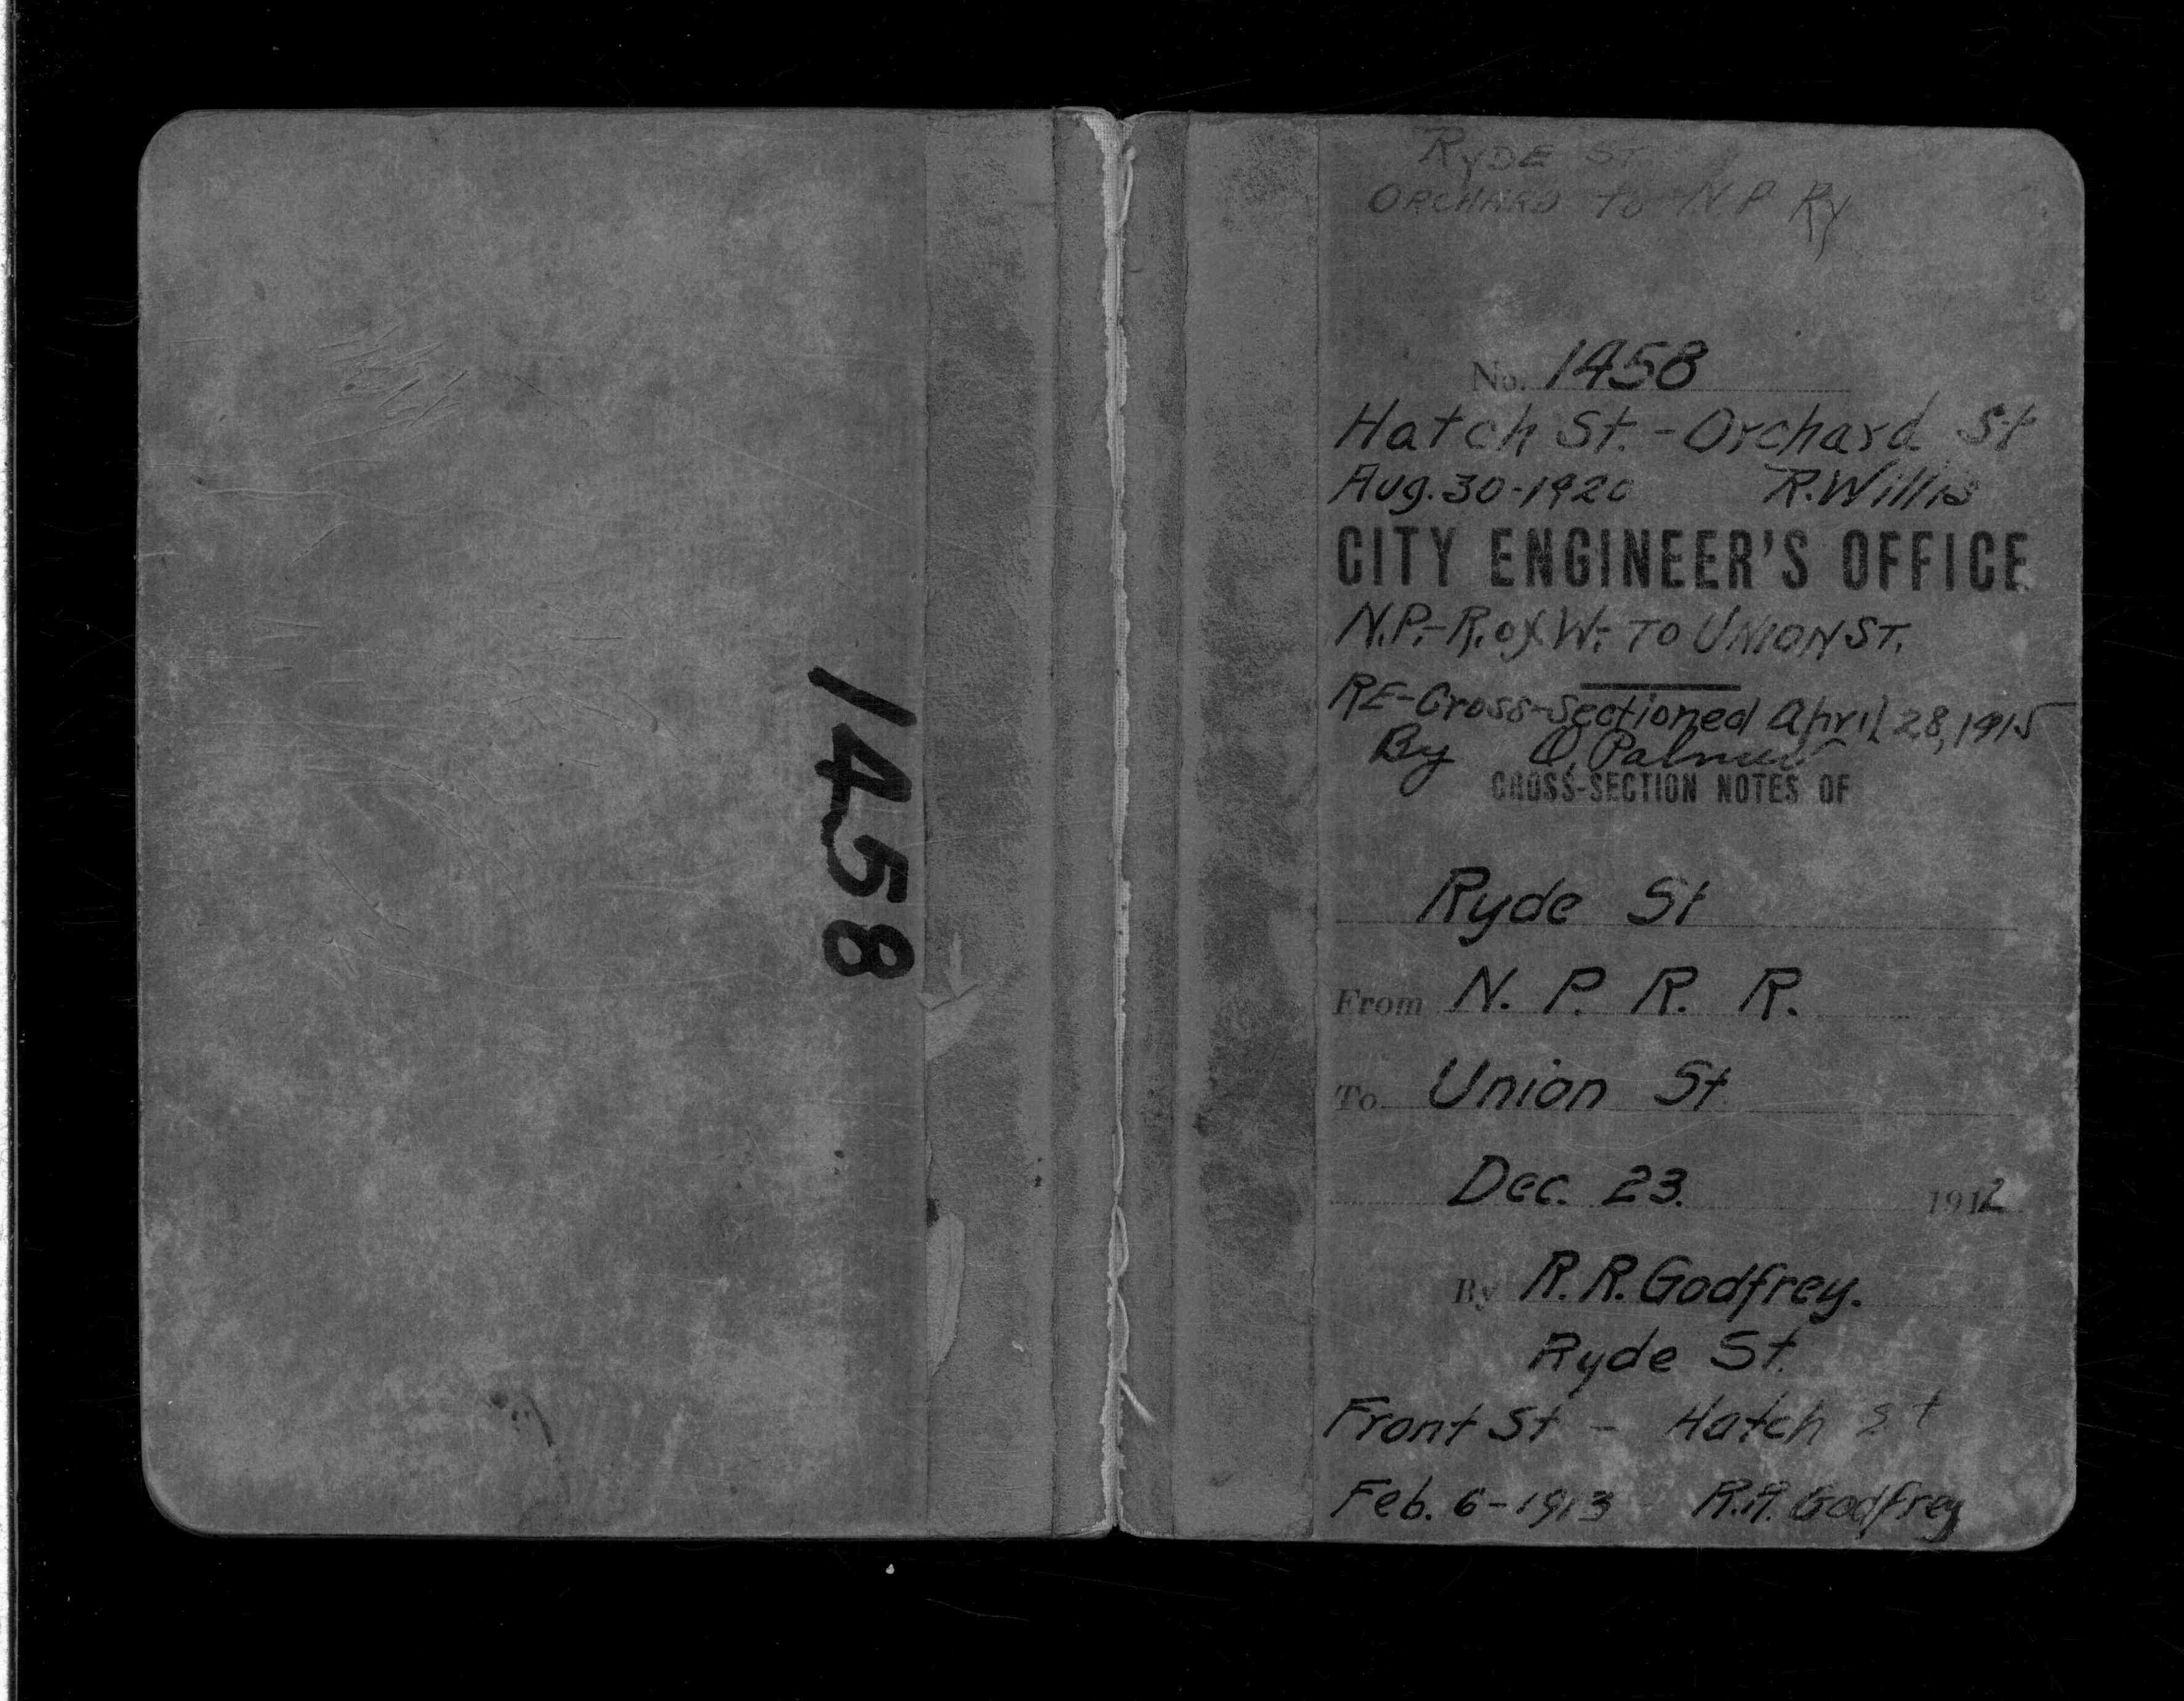 1458
RYDE ST
ORCHARD to N P Ry
No. 1458
Hatch St. - Orchard St
Aug. 30-1920 R. Willis
CITY ENGINEER'S OFFICE
N.P.-R. of W.- TO UNION ST.
RE-Cross-Sectioned April 28, 1915
By O. Palmer
CROSS-SECTION NOTES OF
Ryde St
From N. P. R. R.
To Union St
Dec. 23. 1912
By R. R. Godfrey.
Ryde St.
Front St - Hatch St
Feb. 6-1913 R.R. Godfrey